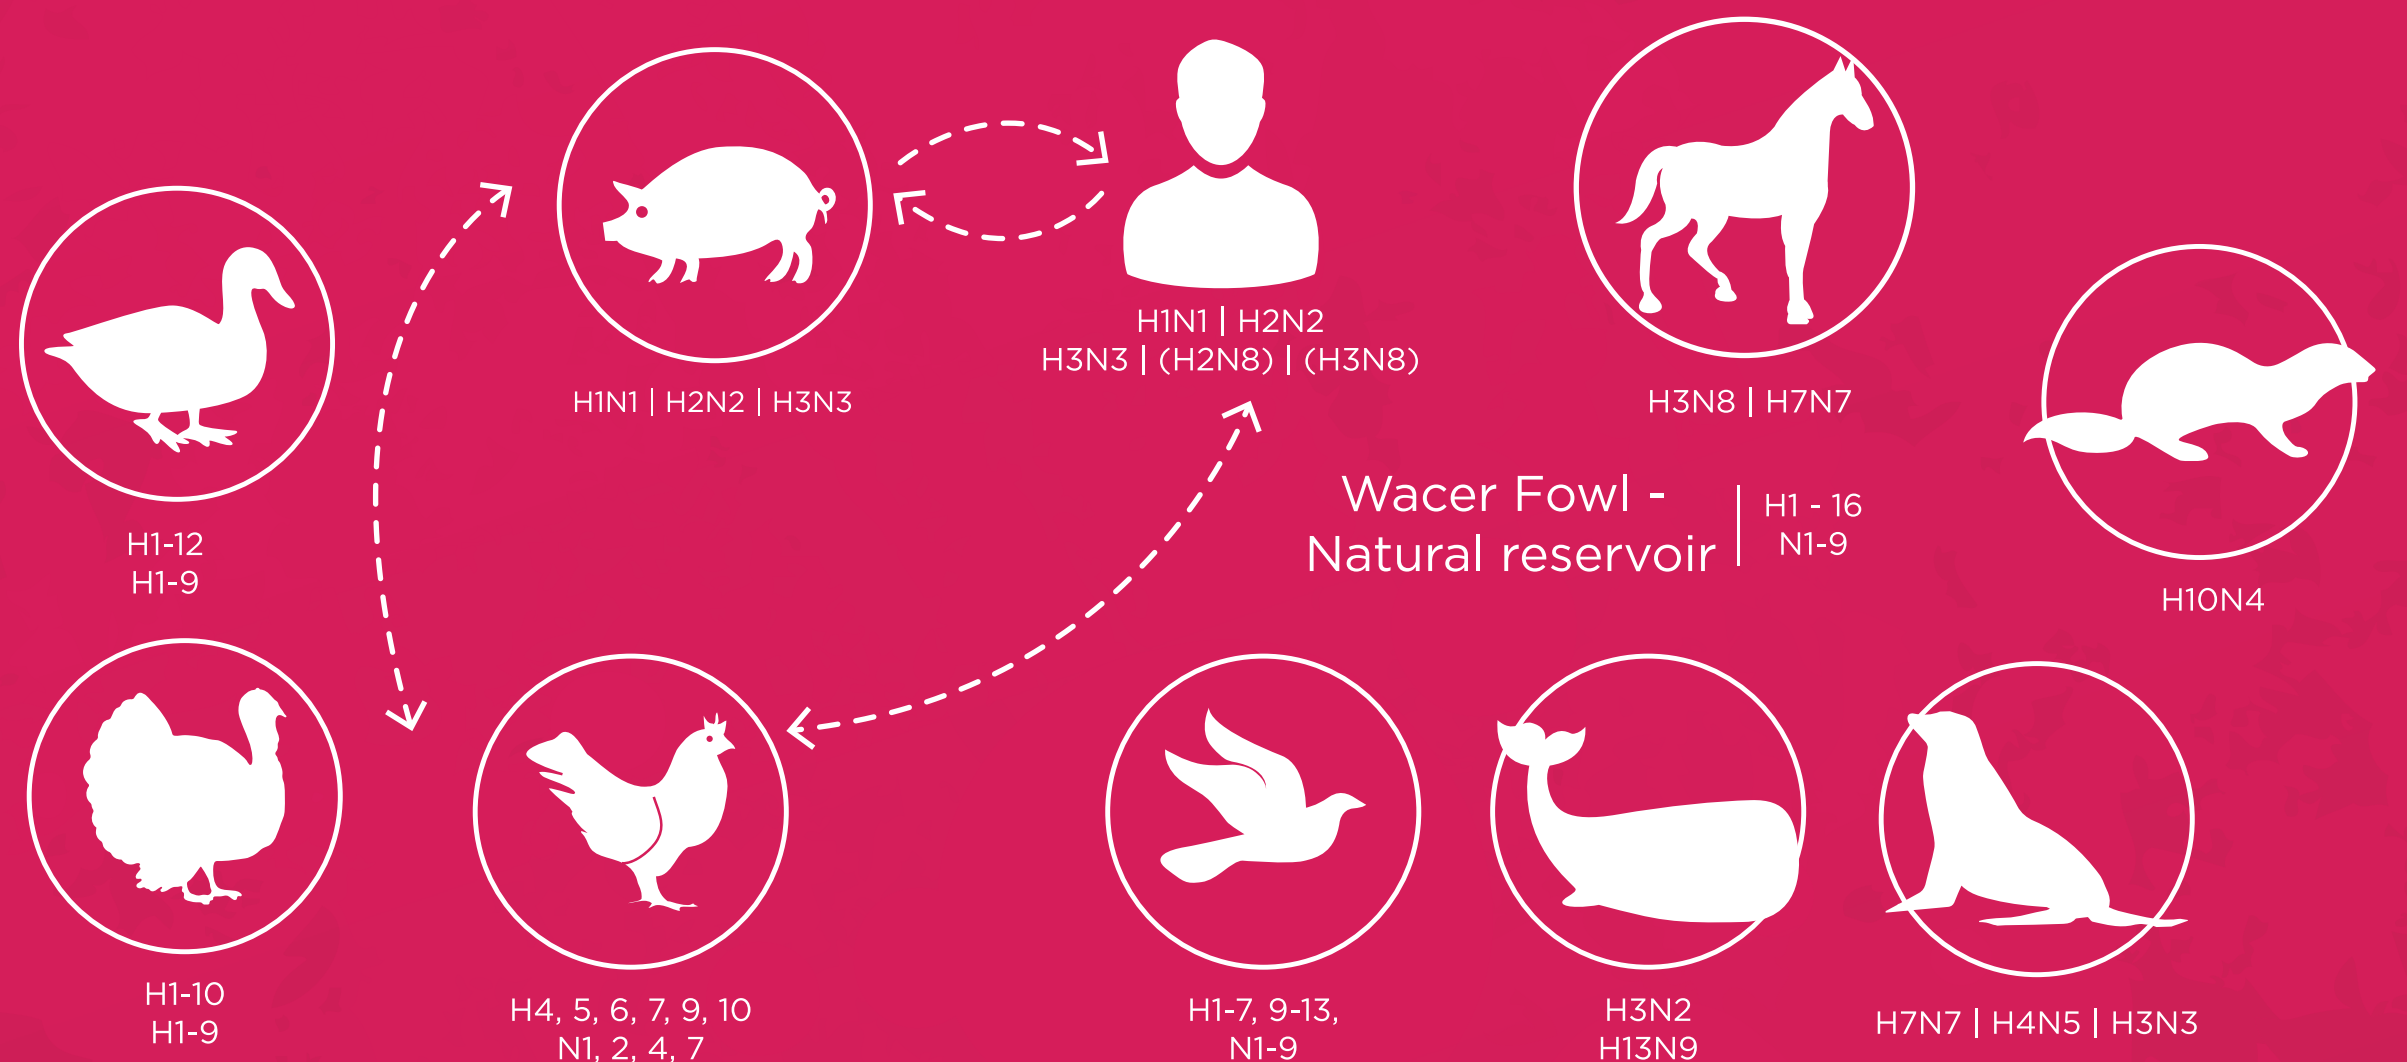 H1N1 | H2N2
H3N3 | (H2N8) | (H3N8)
H1N1 | H2N2 | H3N3
H3N8 | H7N7
Wacer Fowl -
Natural reservoir
H1 - 16
N1-9
H1-12
H1-9
H10N4
H1-10
H1-9
H4, 5, 6, 7, 9, 10
N1, 2, 4, 7
H1-7, 9-13,
N1-9
H3N2
H13N9
H7N7 | H4N5 | H3N3